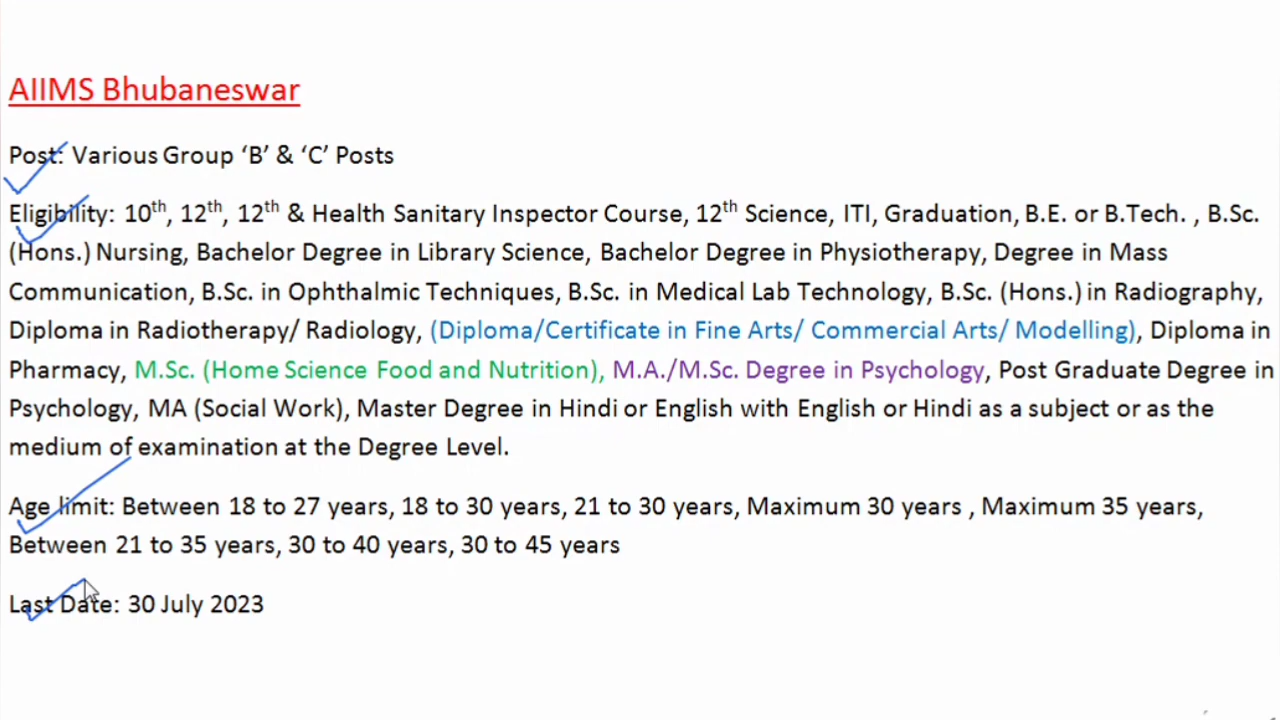 AIIMS Bhubaneswar
Post: Various Group ‘B’ & ‘C’ Posts
Eligibility: 10th, 12th, 12th & Health Sanitary Inspector Course, 12th Science, ITI, Graduation, B.E. or B.Tech. , B.Sc.
(Hons.) Nursing, Bachelor Degree in Library Science, Bachelor Degree in Physiotherapy, Degree in Mass
Communication, B.Sc. in Ophthalmic Techniques, B.Sc. in Medical Lab Technology, B.Sc. (Hons.) in Radiography,
Diploma in Radiotherapy/ Radiology, (Diploma/Certificate in Fine Arts/ Commercial Arts/ Modelling), Diploma in
Pharmacy, M.Sc. (Home Science Food and Nutrition), M.A./M.Sc. Degree in Psychology, Post Graduate Degree in
Psychology, MA (Social Work), Master Degree in Hindi or English with English or Hindi as a subject or as the
medium of examination at the Degree Level.
Age limit: Between 18 to 27 years, 18 to 30 years, 21 to 30 years, Maximum 30 years , Maximum 35 years,
Between 21 to 35 years, 30 to 40 years, 30 to 45 years
Last Date: 30 July 2023